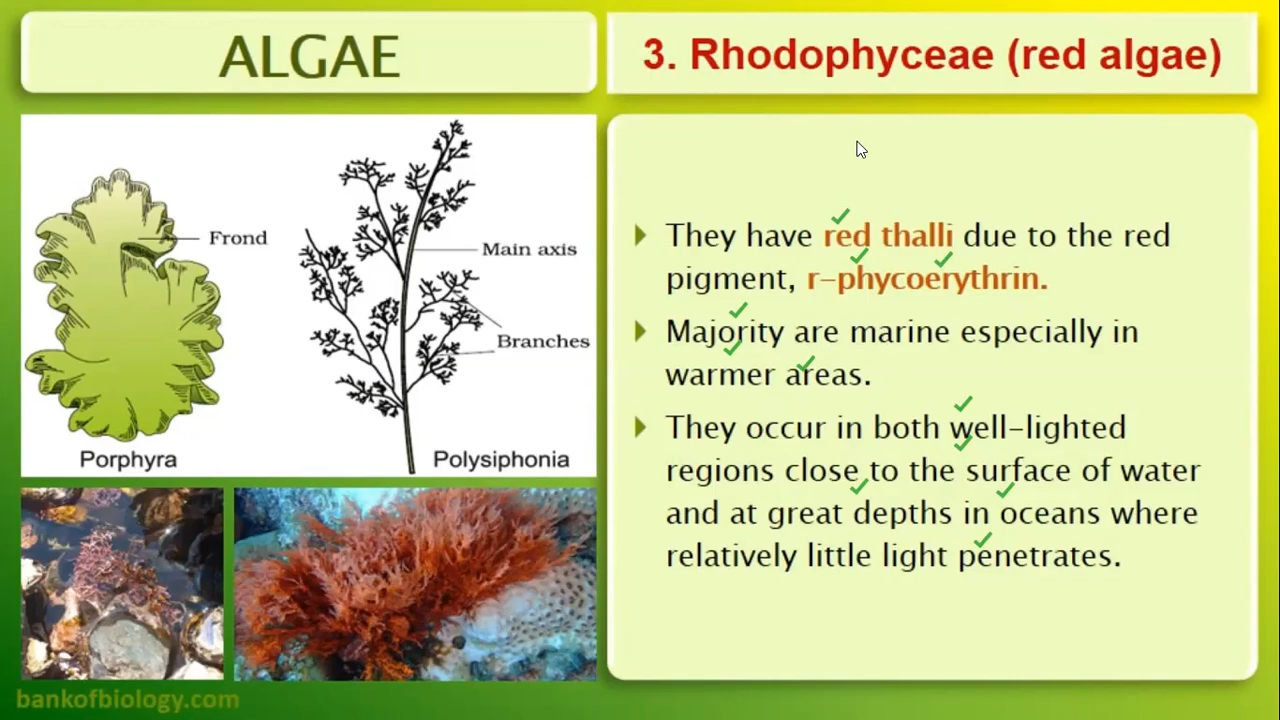 ALGAE
3. Rhodophyceae (red algae)
Frond
Main axis
Branches
Porphyra
Polysiphonia
They have red thalli due to the red
pigment, r-phycoerythrin.
Majority are marine especially in
warmer areas.
They occur in both well-lighted
regions close to the surface of water
and at great depths in oceans where
relatively little light penetrates.
bankofbiology.com